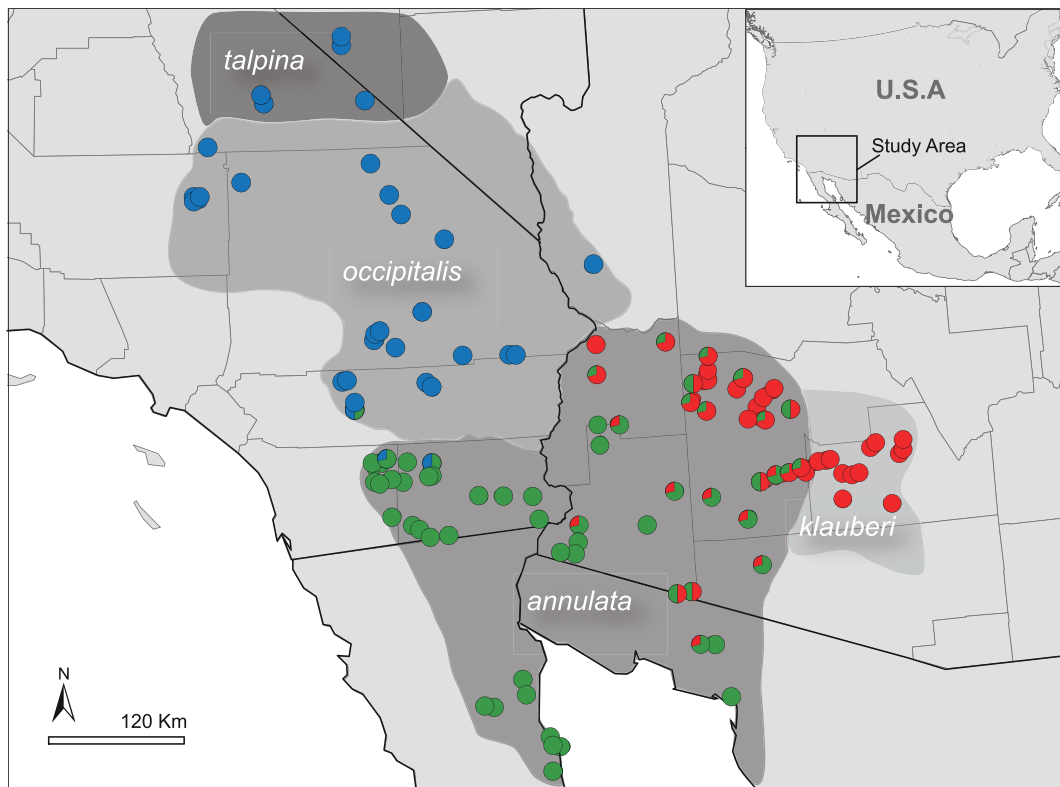 talpina
U.S.A
Study Area
Mexico
occipitalis
klauberi
annulata
N
120 Km